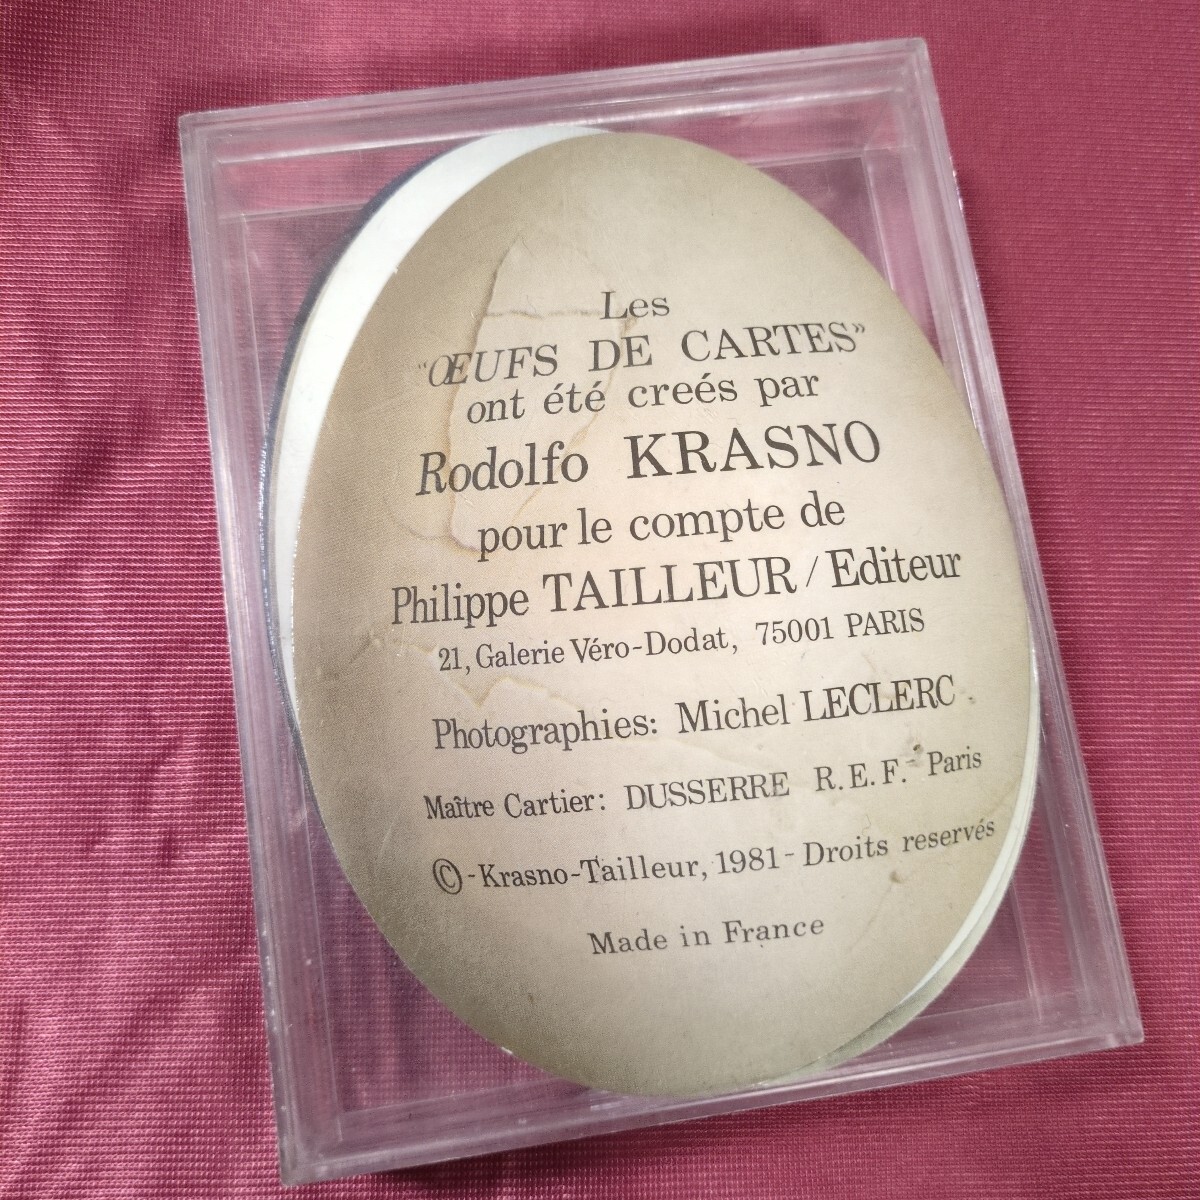 Les
“ŒUFS DE CARTES”
ont été creés par
Rodolfo KRASNO
pour le compte de
Philippe TAILLEUR / Editeur
21, Galerie Véro-Dodat, 75001 PARIS
Photographies: Michel LECLERC
Maître Cartier: DUSSERRE R.E.F. - Paris
© - Krasno-Tailleur, 1981 - Droits reservés
Made in France